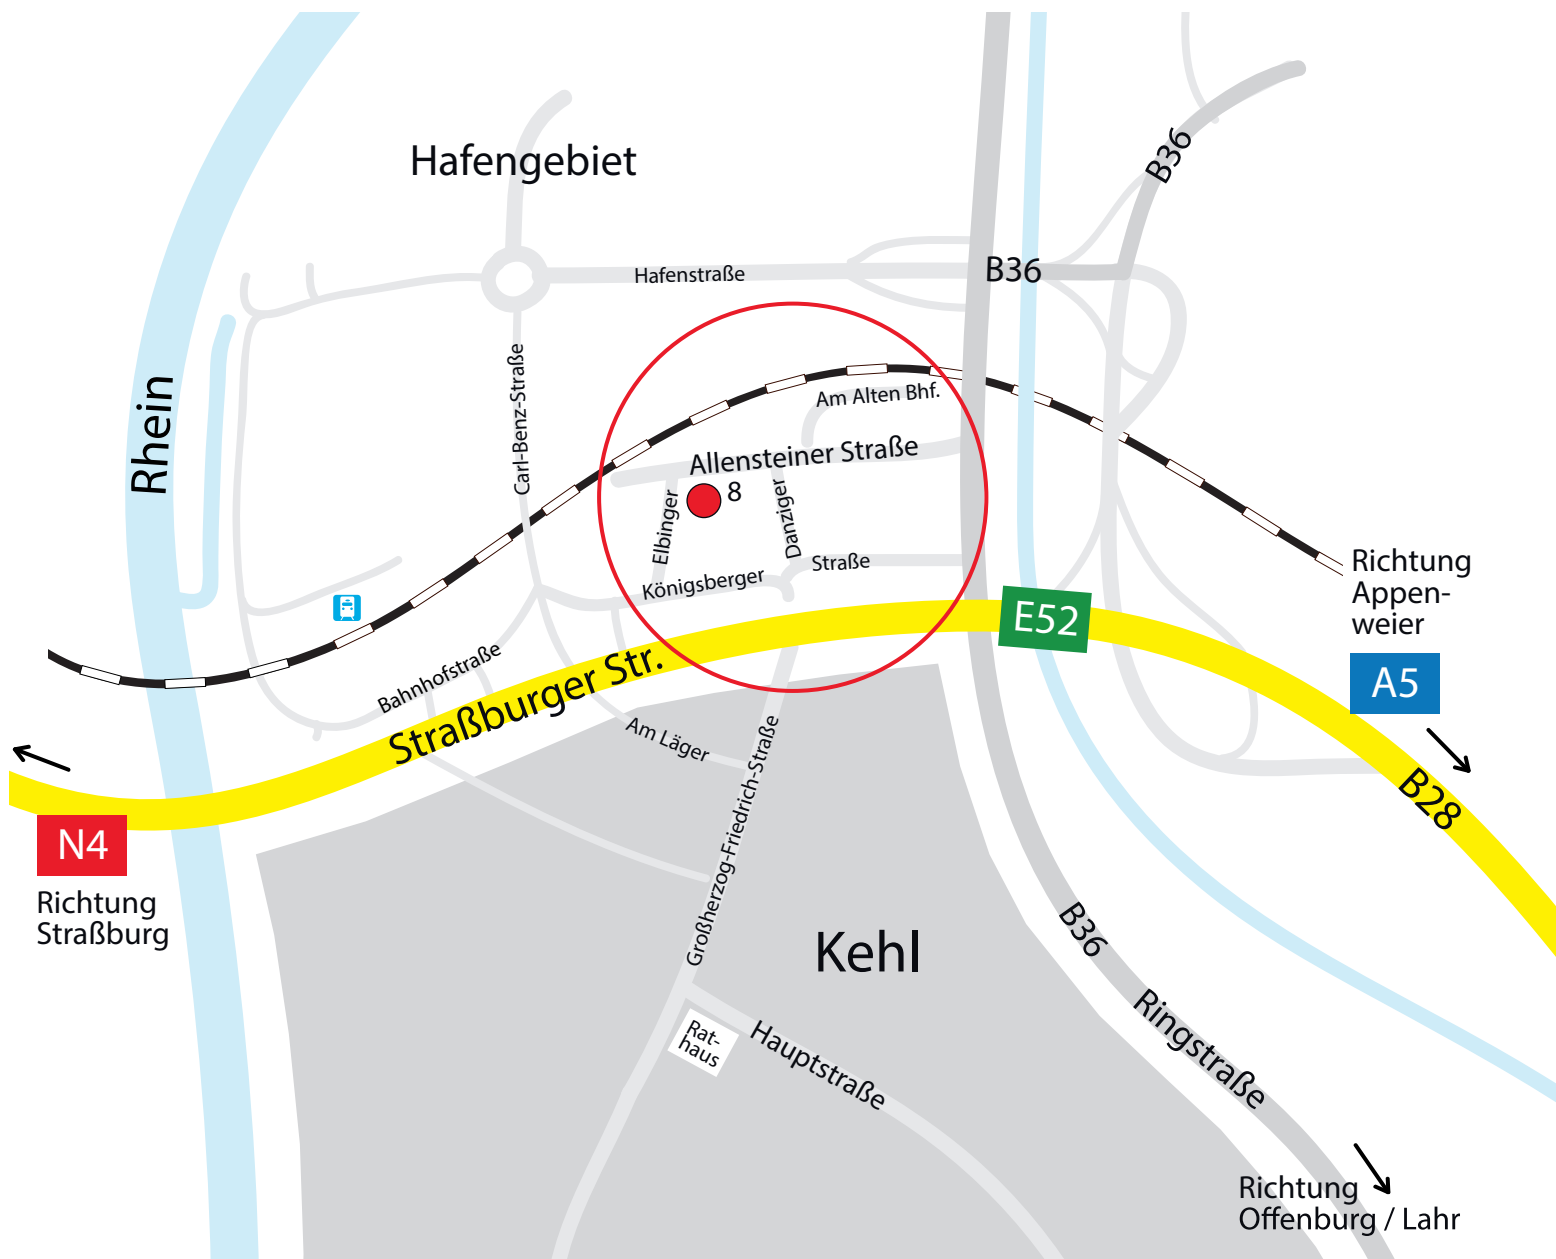 B36
Hafengebiet
Hafenstraße
B36
Rhein
Carl-Benz-Straße
Am Alten Bhf.
Allensteiner Straße
8
Elbinger
Danziger
Königsberger
Straße
Richtung
Appen-
weier
A5
E52
Bahnhofstraße
Straßburger Str.
Am Läger
Großherzog-Friedrich-Straße
B28
N4
Richtung
Straßburg
Kehl
B36
Ringstraße
Rat-
haus
Hauptstraße
Richtung
Offenburg / Lahr